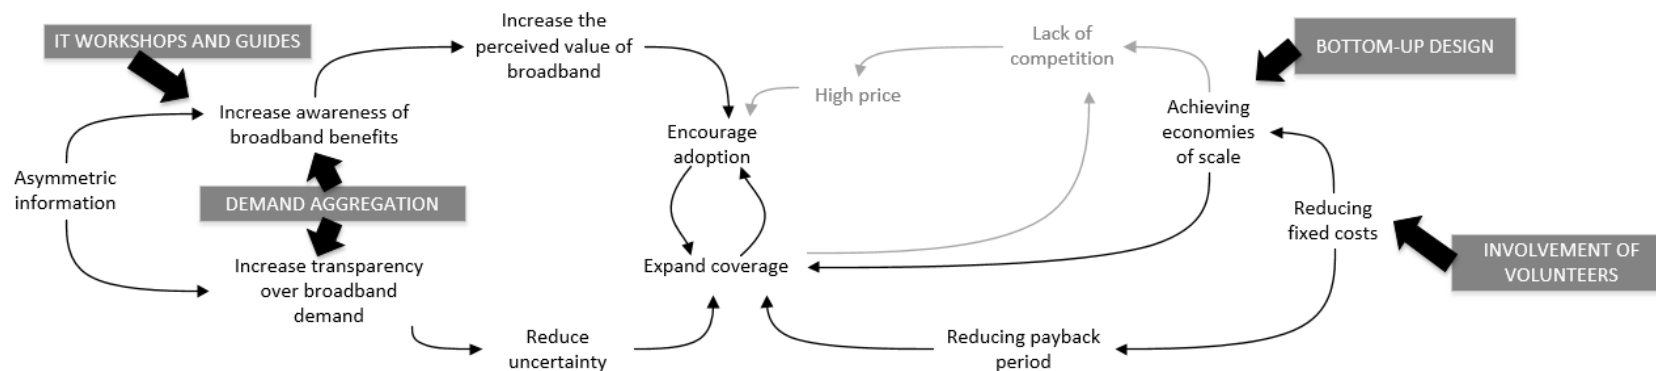 IT WORKSHOPS AND GUIDES
Increase the
perceived value of
broadband
Lack of
competition
BOTTOM-UP DESIGN
High price
Increase awareness of
broadband benefits
Achieving
economies
of scale
Encourage
adoption
Asymmetric
information
DEMAND AGGREGATION
Reducing
fixed costs
Increase transparency
over broadband
demand
Expand coverage
INVOLVEMENT OF
VOLUNTEERS
Reduce
uncertainty
Reducing payback
period